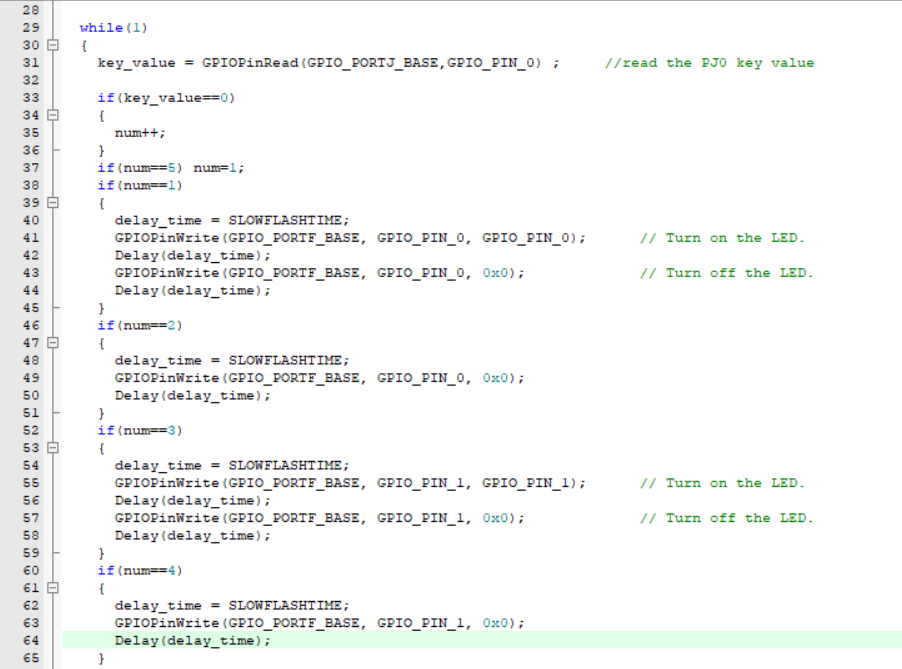 28
29 while(1)
30 {
31 key_value = GPIOPinRead(GPIO_PORTJ_BASE,GPIO_PIN_0) ; //read the PJ0 key value
32
33 if(key_value==0)
34 {
35 num++;
36 }
37 if(num==5) num=1;
38 if(num==1)
39 {
40 delay_time = SLOWFLASHTIME;
41 GPIOPinWrite(GPIO_PORTF_BASE, GPIO_PIN_0, GPIO_PIN_0); // Turn on the LED.
42 Delay(delay_time);
43 GPIOPinWrite(GPIO_PORTF_BASE, GPIO_PIN_0, 0x0); // Turn off the LED.
44 Delay(delay_time);
45 }
46 if(num==2)
47 {
48 delay_time = SLOWFLASHTIME;
49 GPIOPinWrite(GPIO_PORTF_BASE, GPIO_PIN_0, 0x0);
50 Delay(delay_time);
51 }
52 if(num==3)
53 {
54 delay_time = SLOWFLASHTIME;
55 GPIOPinWrite(GPIO_PORTF_BASE, GPIO_PIN_1, GPIO_PIN_1); // Turn on the LED.
56 Delay(delay_time);
57 GPIOPinWrite(GPIO_PORTF_BASE, GPIO_PIN_1, 0x0); // Turn off the LED.
58 Delay(delay_time);
59 }
60 if(num==4)
61 {
62 delay_time = SLOWFLASHTIME;
63 GPIOPinWrite(GPIO_PORTF_BASE, GPIO_PIN_1, 0x0);
64 Delay(delay_time);
65 }